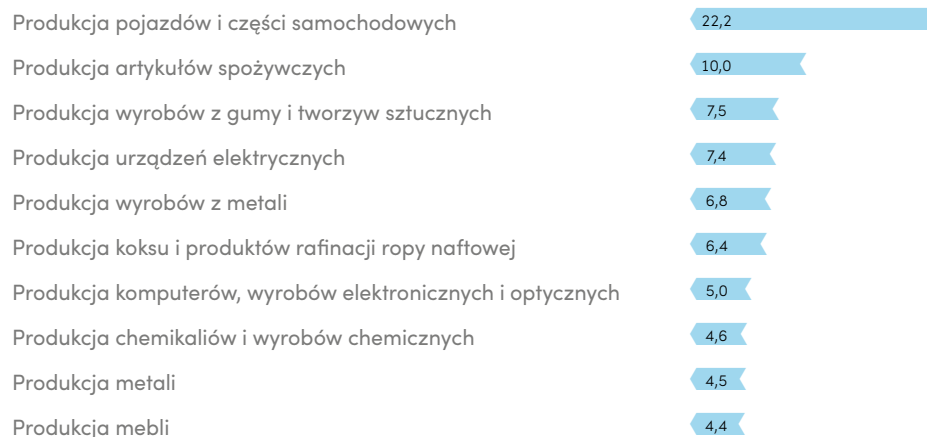 Produkcja pojazdów i części samochodowych 22,2
Produkcja artykułów spożywczych 10,0
Produkcja wyrobów z gumy i tworzyw sztucznych 7,5
Produkcja urządzeń elektrycznych 7,4
Produkcja wyrobów z metali 6,8
Produkcja koksu i produktów rafinacji ropy naftowej 6,4
Produkcja komputerów, wyrobów elektronicznych i optycznych 5,0
Produkcja chemikaliów i wyrobów chemicznych 4,6
Produkcja metali 4,5
Produkcja mebli 4,4